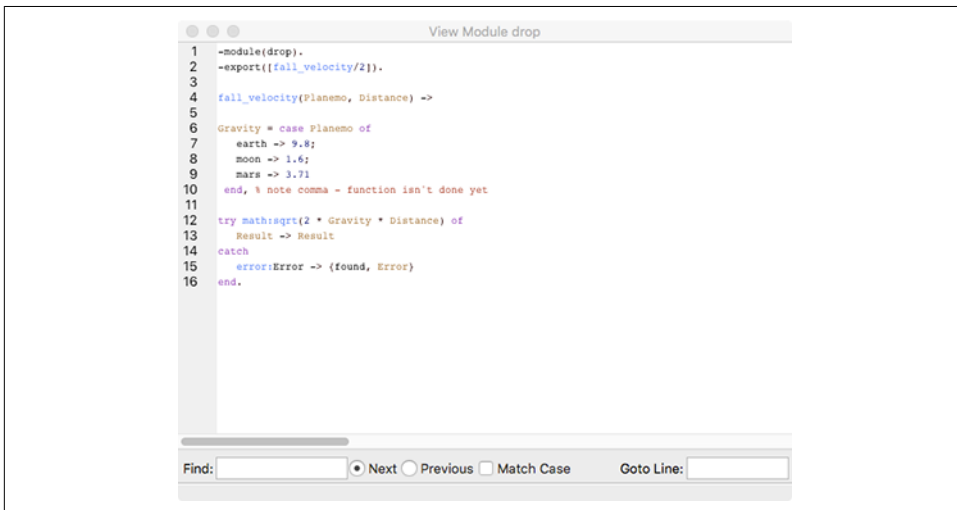 View Module drop
1 -module(drop).
2 -export([fall_velocity/2]).
3
4 fall_velocity(Planemo, Distance) ->
5
6 Gravity = case Planemo of
7 earth -> 9.8;
8 moon -> 1.6;
9 mars -> 3.71
10 end, % note comma - function isn't done yet
11
12 try math:sqrt(2 * Gravity * Distance) of
13 Result -> Result
14 catch
15 error:Error -> {found, Error}
16 end.
Find: Next Previous Match Case Goto Line: